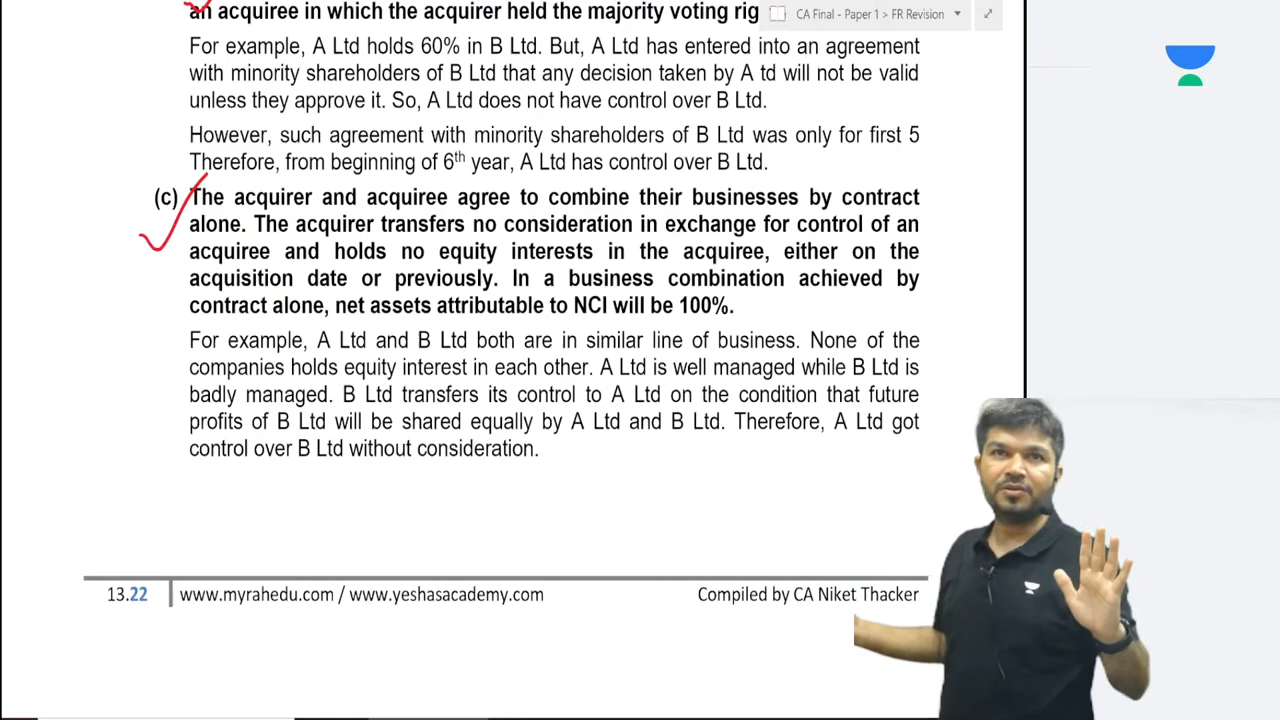 an acquiree in which the acquirer held the majority voting rig
CA Final - Paper 1 > FR Revision
For example, A Ltd holds 60% in B Ltd. But, A Ltd has entered into an agreement
with minority shareholders of B Ltd that any decision taken by A td will not be valid
unless they approve it. So, A Ltd does not have control over B Ltd.
However, such agreement with minority shareholders of B Ltd was only for first 5
Therefore, from beginning of 6th year, A Ltd has control over B Ltd.
(c) The acquirer and acquiree agree to combine their businesses by contract
alone. The acquirer transfers no consideration in exchange for control of an
acquiree and holds no equity interests in the acquiree, either on the
acquisition date or previously. In a business combination achieved by
contract alone, net assets attributable to NCI will be 100%.
For example, A Ltd and B Ltd both are in similar line of business. None of the
companies holds equity interest in each other. A Ltd is well managed while B Ltd is
badly managed. B Ltd transfers its control to A Ltd on the condition that future
profits of B Ltd will be shared equally by A Ltd and B Ltd. Therefore, A Ltd got
control over B Ltd without consideration.
13.22 www.myrahedu.com / www.yeshasacademy.com Compiled by CA Niket Thacker